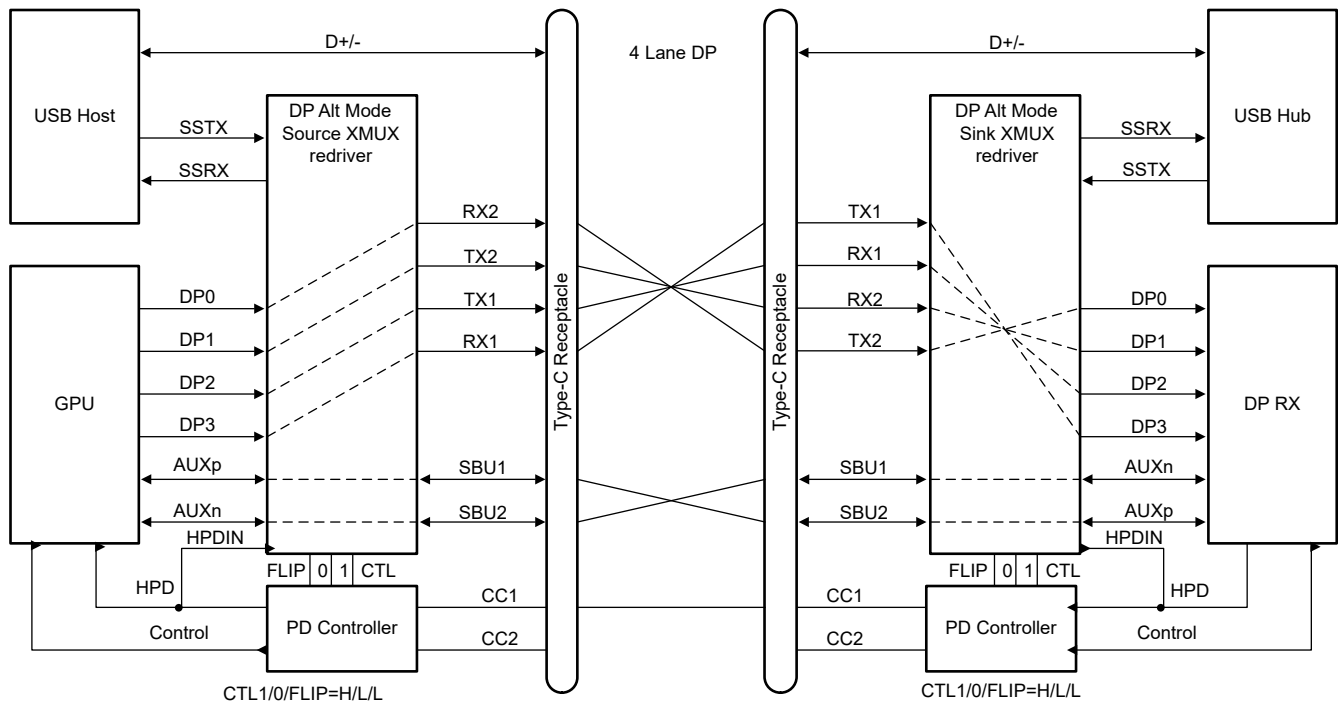 D+/-
4 Lane DP
D+/-
USB Host
DP Alt Mode
Source XMUX
redriver
DP Alt Mode
Sink XMUX
redriver
USB Hub
SSTX
SSRX
SSRX
SSTX
RX2
TX2
TX1
RX1
TX1
RX1
RX2
TX2
Type-C Receptacle
Type-C Receptacle
GPU
DP0
DP1
DP2
DP3
DP0
DP1
DP2
DP3
DP RX
AUXp
SBU1
SBU1
AUXn
AUXn
SBU2
SBU2
AUXp
HPDIN
HPDIN
FLIP 0 1 CTL
FLIP 0 1 CTL
HPD
CC1
CC1
HPD
PD Controller
PD Controller
Control
CC2
CC2
Control
CTL1/0/FLIP=H/L/L
CTL1/0/FLIP=H/L/L